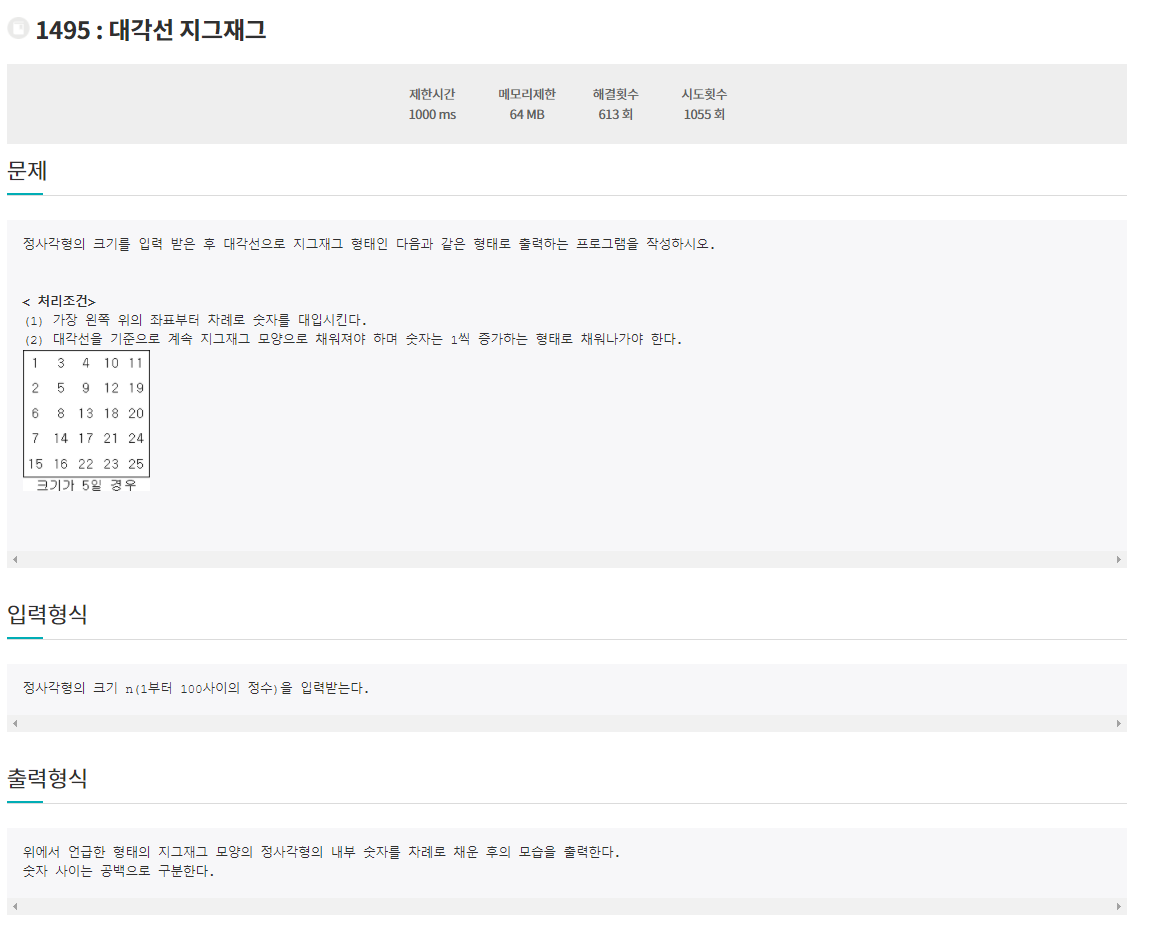 1495 : 대각선 지그재그
제한시간 메모리제한 해결횟수 시도횟수
1000 ms 64 MB 613 회 1055 회
문제
정사각형의 크기를 입력 받은 후 대각선으로 지그재그 형태인 다음과 같은 형태로 출력하는 프로그램을 작성하시오.
< 처리조건>
(1) 가장 왼쪽 위의 좌표부터 차례로 숫자를 대입시킨다.
(2) 대각선을 기준으로 계속 지그재그 모양으로 채워져야 하며 숫자는 1씩 증가하는 형태로 채워나가야 한다.
1 3 4 10 11
2 5 9 12 19
6 8 13 18 20
7 14 17 21 24
15 16 22 23 25
크기가 5일 경우
입력형식
정사각형의 크기 n(1부터 100사이의 정수)을 입력받는다.
출력형식
위에서 언급한 형태의 지그재그 모양의 정사각형의 내부 숫자를 차례로 채운 후의 모습을 출력한다.
숫자 사이는 공백으로 구분한다.